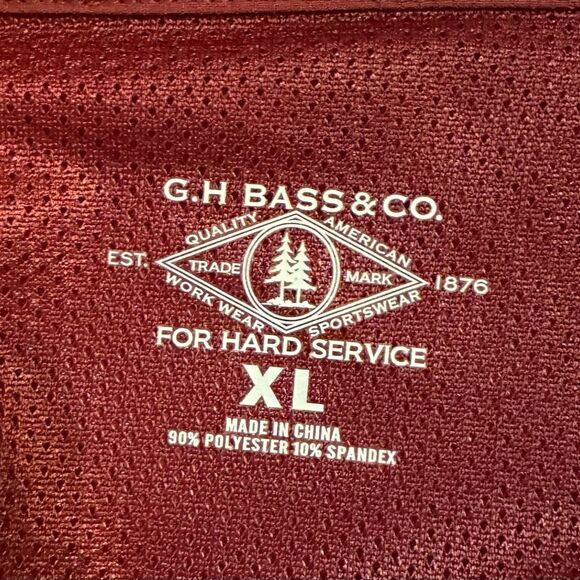 G.H BASS & CO.
QUALITY AMERICAN
EST. TRADE MARK 1876
WORK WEAR SPORTSWEAR
FOR HARD SERVICE
XL
MADE IN CHINA
90% POLYESTER 10% SPANDEX